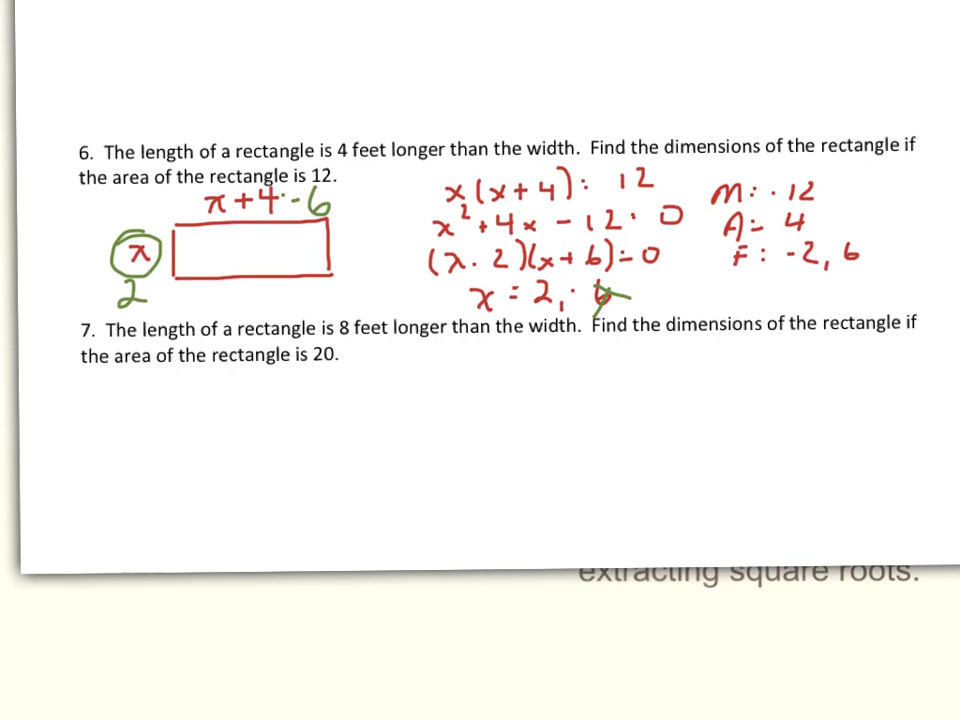 6. The length of a rectangle is 4 feet longer than the width. Find the dimensions of the rectangle if
the area of the rectangle is 12.
x + 4 = 6
x
2
x(x + 4) = 12
x² + 4x - 12 = 0
(x - 2)(x + 6) = 0
x = 2, - 6
M: - 12
A = 4
F: -2, 6
7. The length of a rectangle is 8 feet longer than the width. Find the dimensions of the rectangle if
the area of the rectangle is 20.
extracting square roots.